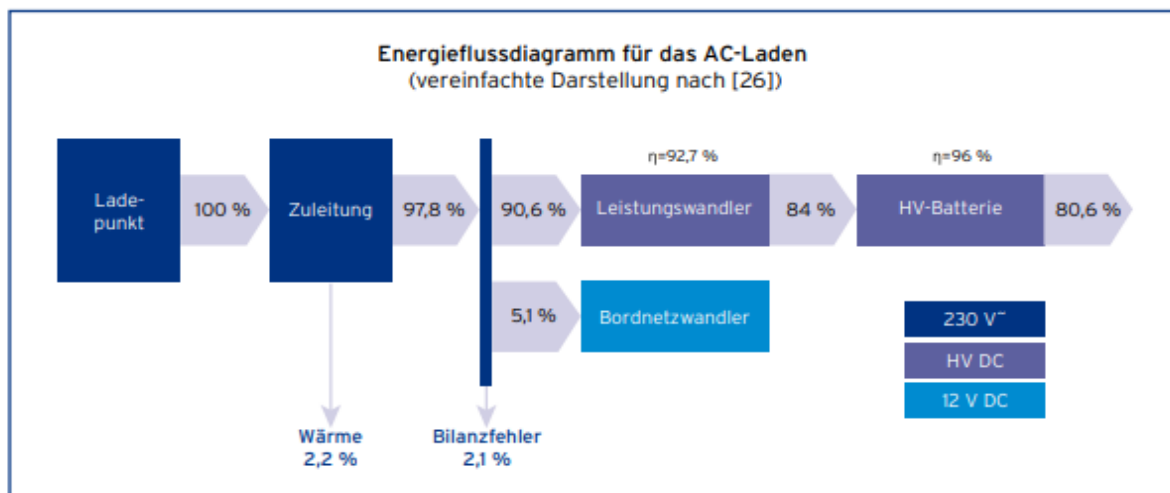 Energieflussdiagramm für das AC-Laden
(vereinfachte Darstellung nach [26])
η=92,7 %
η=96 %
Lade-
punkt
100 %
Zuleitung
97,8 %
90,6 %
Leistungswandler
84 %
HV-Batterie
80,6 %
5,1 %
Bordnetzwandler
230 V~
HV DC
12 V DC
Wärme
2,2 %
Bilanzfehler
2,1 %